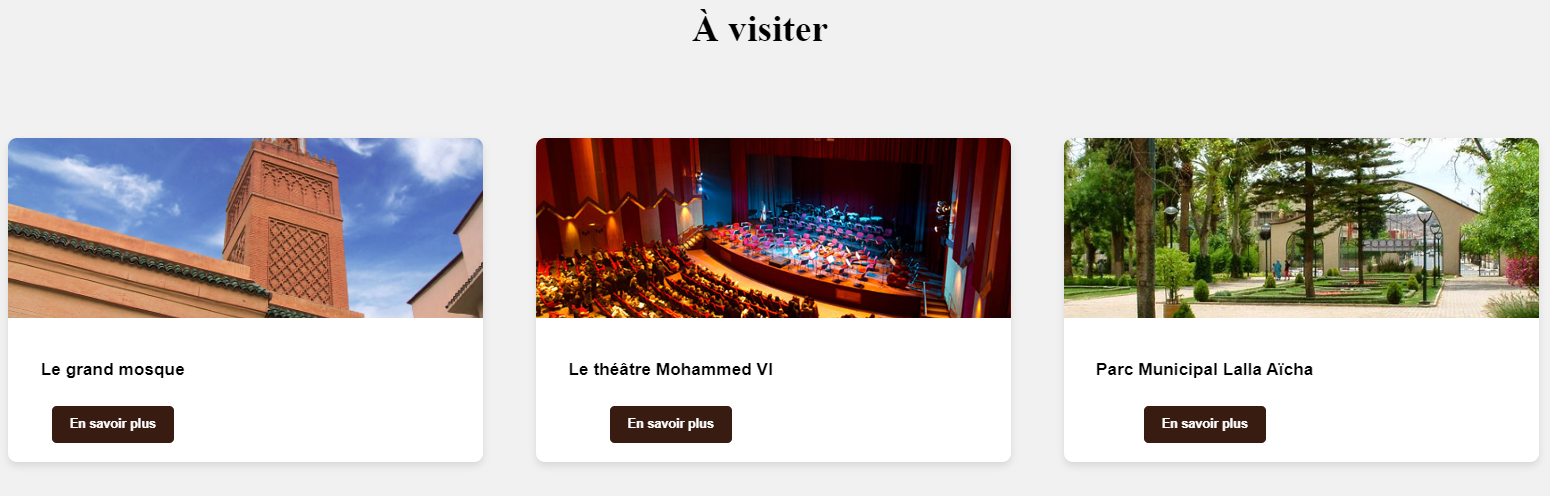 À visiter
Le grand mosque
Le théâtre Mohammed VI
Parc Municipal Lalla Aïcha
En savoir plus
En savoir plus
En savoir plus